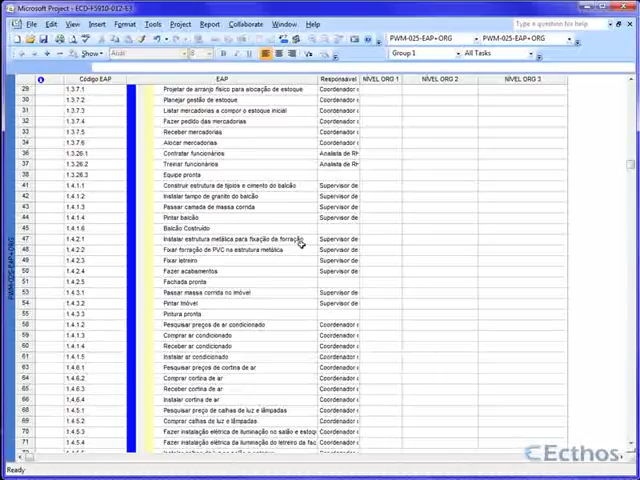 Microsoft Project - ECD-F5910-012-E3
File Edit View Insert Format Tools Project Report Collaborate Window Help Type a question for help
PWM-025-EAP+ORG PWM-025-EAP+ORG
Show Arial 8 Group 1 All Tasks
Código EAP EAP Responsável NÍVEL ORG 1 NÍVEL ORG 2 NÍVEL ORG 3
29 1.3.7.1 Projetar de arranjo físico para alocação de estoque Coordenador c
30 1.3.7.2 Planejar gestão de estoque Coordenador c
31 1.3.7.3 Listar mercadorias a compor o estoque inicial Coordenador c
32 1.3.7.4 Fazer pedido das mercadorias Coordenador c
33 1.3.7.5 Receber mercadorias Coordenador c
34 1.3.7.6 Alocar mercadorias Coordenador c
36 1.3.26.1 Contratar funcionários Analista de RH
37 1.3.26.2 Treinar funcionários Analista de RH
38 1.3.26.3 Equipe pronta
41 1.4.1.1 Construir estrutura de tijolos e cimento do balcão Supervisor de
42 1.4.1.2 Instalar tampo de granito do balcão Supervisor de
43 1.4.1.3 Passar camada de massa corrida Supervisor de
44 1.4.1.4 Pintar balcão Supervisor de
45 1.4.1.5 Balcão Costruído
47 1.4.2.1 Instalar estrutura metálica para fixação da forração Supervisor de
48 1.4.2.2 Fixar forração de PVC na estrutura metálica Supervisor de
49 1.4.2.3 Fixar letreiro Supervisor de
50 1.4.2.4 Fazer acabamentos Supervisor de
51 1.4.2.5 Fachada pronta
53 1.4.3.1 Passar massa corrida no imóvel Supervisor de
54 1.4.3.2 Pintar Imóvel Supervisor de
55 1.4.3.3 Pintura pronta
58 1.4.1.2 Pesquisar preços de ar condicionado Coordenador c
59 1.4.1.3 Comprar ar condicionado Coordenador c
60 1.4.1.4 Receber ar condicionado Coordenador c
61 1.4.1.5 Instalar ar condicionado Coordenador c
63 1.4.6.1 Pesquisar preços de cortina de ar Coordenador c
64 1.4.6.2 Comprar cortina de ar Coordenador c
65 1.4.6.3 Receber cortina de ar Coordenador c
66 1.4.6.4 Instalar cortina de ar Coordenador c
68 1.4.5.1 Pesquisar preço de calhas de luz e lâmpadas Coordenador c
69 1.4.5.2 Comprar calhas de luz e lâmpadas Coordenador c
70 1.4.5.3 Fazer instalação elétrica de iluminação no salão e estoq Coordenador c
71 1.4.5.4 Fazer instalação elétrica da iluminação do letreiro da fac Coordenador c
PWM-025-EAP+ORG
Ecthos
Ready